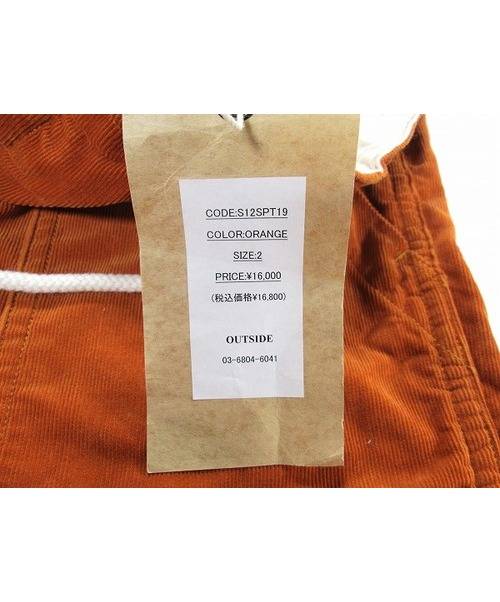 CODE:S12SPT19
COLOR:ORANGE
SIZE:2
PRICE:¥16,000
(税込価格¥16,800)
OUTSIDE
03-6804-6041